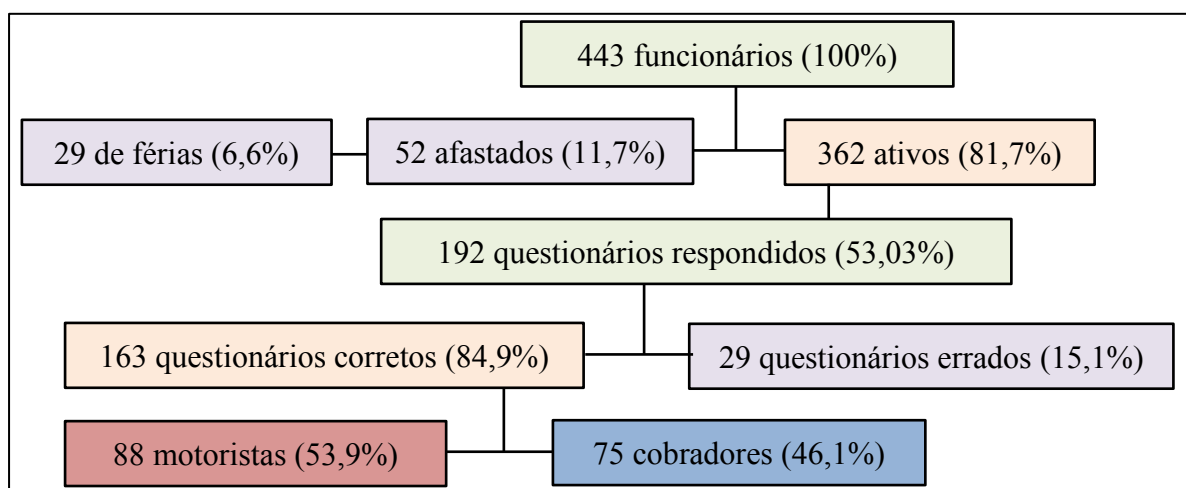 443 funcionários (100%)
29 de férias (6,6%)
52 afastados (11,7%)
362 ativos (81,7%)
192 questionários respondidos (53,03%)
163 questionários corretos (84,9%)
29 questionários errados (15,1%)
88 motoristas (53,9%)
75 cobradores (46,1%)